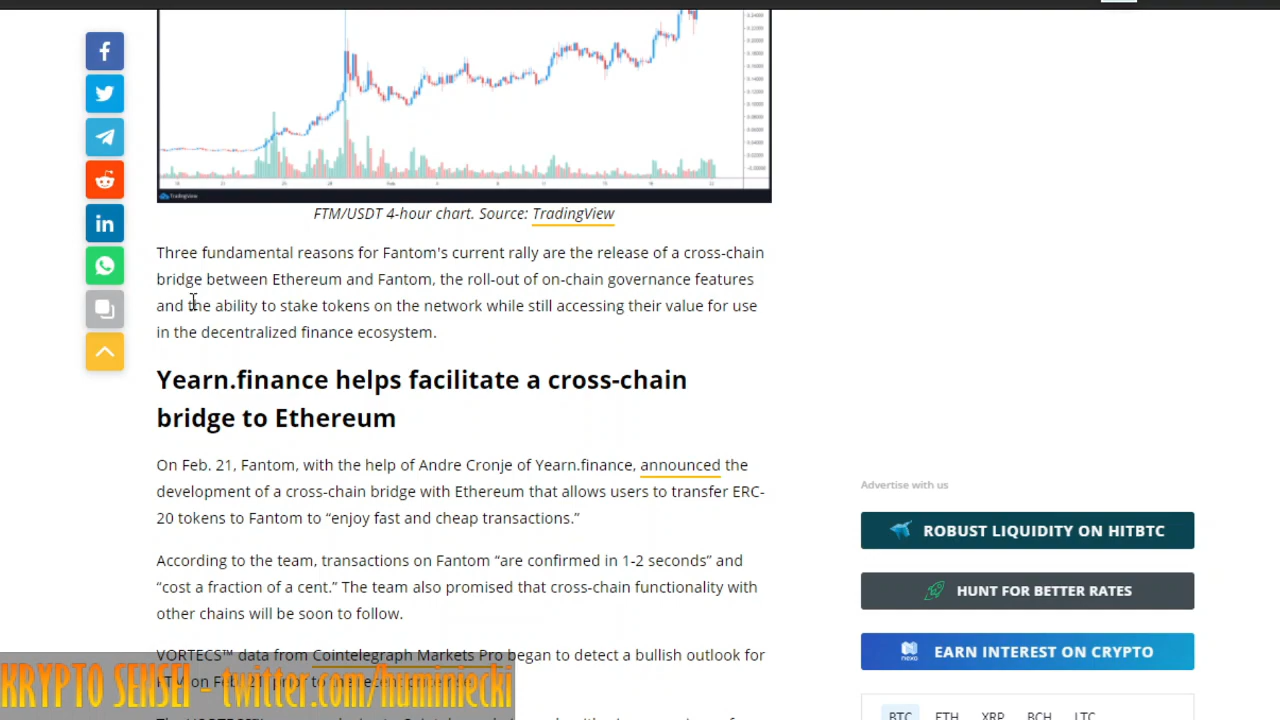 TradingView
FTM/USDT 4-hour chart. Source: TradingView
Three fundamental reasons for Fantom's current rally are the release of a cross-chain
bridge between Ethereum and Fantom, the roll-out of on-chain governance features
and the ability to stake tokens on the network while still accessing their value for use
in the decentralized finance ecosystem.
Yearn.finance helps facilitate a cross-chain
bridge to Ethereum
On Feb. 21, Fantom, with the help of Andre Cronje of Yearn.finance, announced the
development of a cross-chain bridge with Ethereum that allows users to transfer ERC-
20 tokens to Fantom to “enjoy fast and cheap transactions.”
According to the team, transactions on Fantom “are confirmed in 1-2 seconds” and
“cost a fraction of a cent.” The team also promised that cross-chain functionality with
other chains will be soon to follow.
VORTECS™ data from Cointelegraph Markets Pro began to detect a bullish outlook for
KRYPTO SENSEI - twitter.com/huminiecki
Advertise with us
ROBUST LIQUIDITY ON HITBTC
HUNT FOR BETTER RATES
nexo
EARN INTEREST ON CRYPTO
BTC ETH XRP BCH LTC